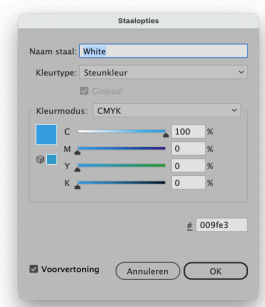 Staalopties
Naam staal: White
Kleurtype: Steunkleur
Globaal
Kleurmodus: CMYK
C 100 %
M 0 %
Y 0 %
K 0 %
# 009fe3
Voorvertoning Annuleren OK